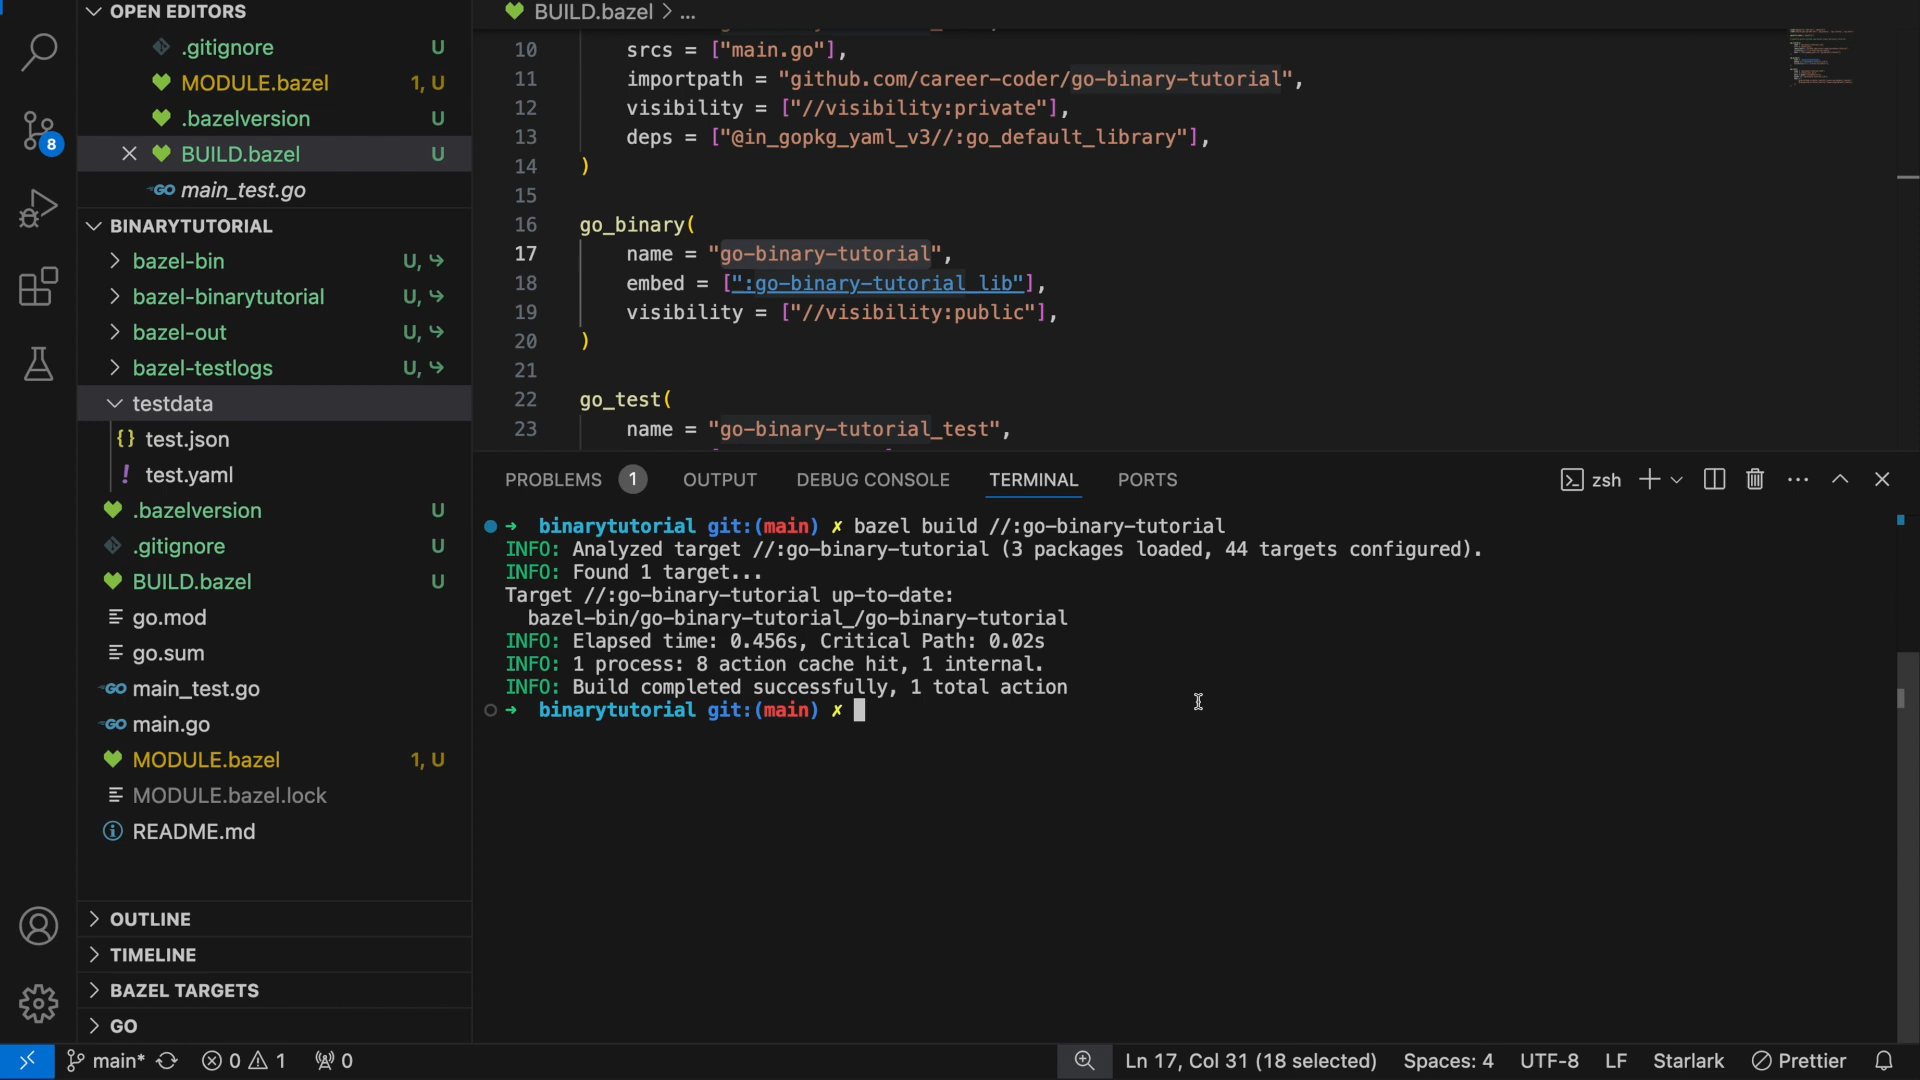 OPEN EDITORS
.gitignore U
MODULE.bazel 1, U
.bazelversion U
BUILD.bazel U
main_test.go
BINARYTUTORIAL
bazel-bin U,
bazel-binarytutorial U,
bazel-out U,
bazel-testlogs U,
testdata
test.json
test.yaml
.bazelversion U
.gitignore U
BUILD.bazel U
go.mod
go.sum
main_test.go
main.go
MODULE.bazel 1, U
MODULE.bazel.lock
README.md
OUTLINE
TIMELINE
BAZEL TARGETS
GO
8
BUILD.bazel > ...
10 srcs = ["main.go"],
11 importpath = "github.com/career-coder/go-binary-tutorial",
12 visibility = ["//visibility:private"],
13 deps = ["@in_gopkg_yaml_v3//:go_default_library"],
14 )
15
16 go_binary(
17 name = "go-binary-tutorial",
18 embed = [":go-binary-tutorial_lib"],
19 visibility = ["//visibility:public"],
20 )
21
22 go_test(
23 name = "go-binary-tutorial_test",
PROBLEMS 1 OUTPUT DEBUG CONSOLE TERMINAL PORTS zsh
➜ binarytutorial git:(main) ✗ bazel build //:go-binary-tutorial
INFO: Analyzed target //:go-binary-tutorial (3 packages loaded, 44 targets configured).
INFO: Found 1 target...
Target //:go-binary-tutorial up-to-date:
bazel-bin/go-binary-tutorial_/go-binary-tutorial
INFO: Elapsed time: 0.456s, Critical Path: 0.02s
INFO: 1 process: 8 action cache hit, 1 internal.
INFO: Build completed successfully, 1 total action
➜ binarytutorial git:(main) ✗
main* 0 1 0 Ln 17, Col 31 (18 selected) Spaces: 4 UTF-8 LF Starlark Prettier